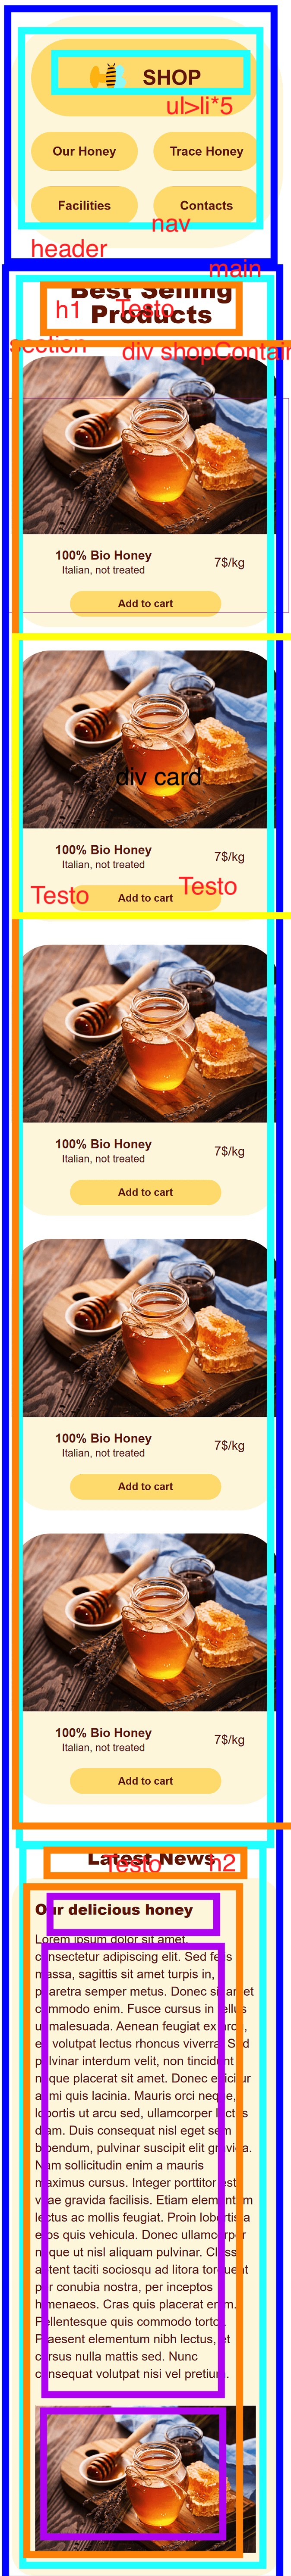 SHOP
ul>li*5
Our Honey
Trace Honey
Facilities
Contacts
nav
header
main
Best Selling
Products
h1
Testo
section
div shopContain
100% Bio Honey
Italian, not treated
7$/kg
Add to cart
div card
100% Bio Honey
Italian, not treated
7$/kg
Add to cart
Testo
Testo
100% Bio Honey
Italian, not treated
7$/kg
Add to cart
100% Bio Honey
Italian, not treated
7$/kg
Add to cart
100% Bio Honey
Italian, not treated
7$/kg
Add to cart
Latest News
Testo
h2
Our delicious honey
Lorem ipsum dolor sit amet,
consectetur adipiscing elit. Sed felis
massa, sagittis sit amet turpis in,
pharetra semper metus. Donec sit amet
commodo enim. Fusce cursus in tellus
ut malesuada. Aenean feugiat ex arcu,
eu volutpat lectus rhoncus viverra. Sed
pulvinar interdum velit, non tincidunt
neque placerat sit amet. Donec efficitur
a mi quis lacinia. Mauris orci neque,
lobortis ut arcu sed, ullamcorper luctus
diam. Duis consequat nisl eget sem
bibendum, pulvinar suscipit elit gravida.
Nam sollicitudin enim a mauris
maximus cursus. Integer porttitor est
vitae gravida facilisis. Etiam elementum
lectus ac mollis feugiat. Proin lobortis a
eros quis vehicula. Donec ullamcorper
neque ut nisl aliquam pulvinar. Class
aptent taciti sociosqu ad litora torquent
per conubia nostra, per inceptos
himenaeos. Cras quis placerat enim.
Pellentesque quis commodo tortor.
Praesent elementum nibh lectus, et
cursus nulla mattis sed. Nunc
consequat volutpat nisi vel pretium.